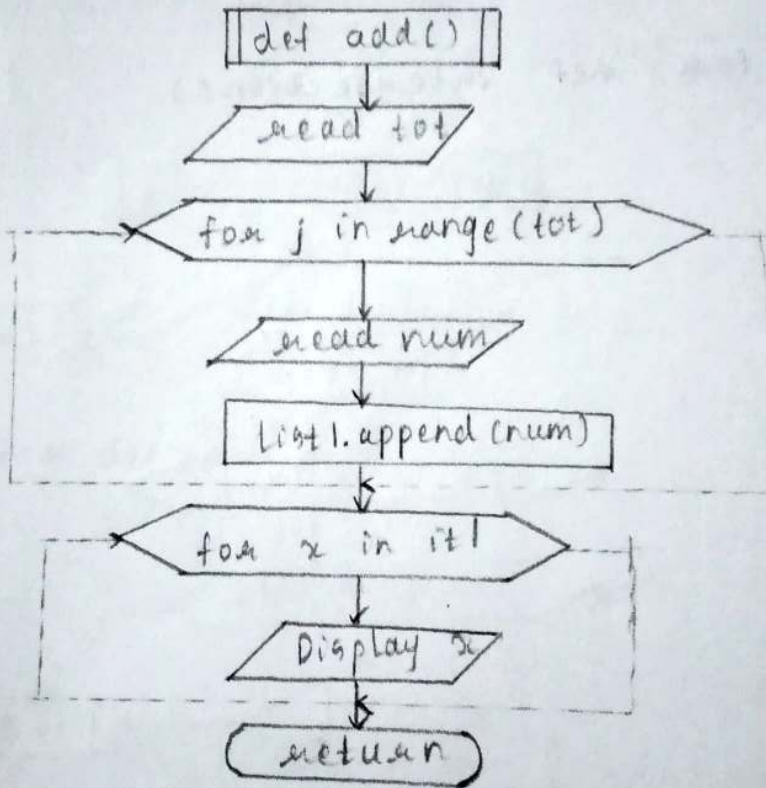 def add()
read tot
for j in range (tot)
read num
list1.append (num)
for x in it1
Display x
return